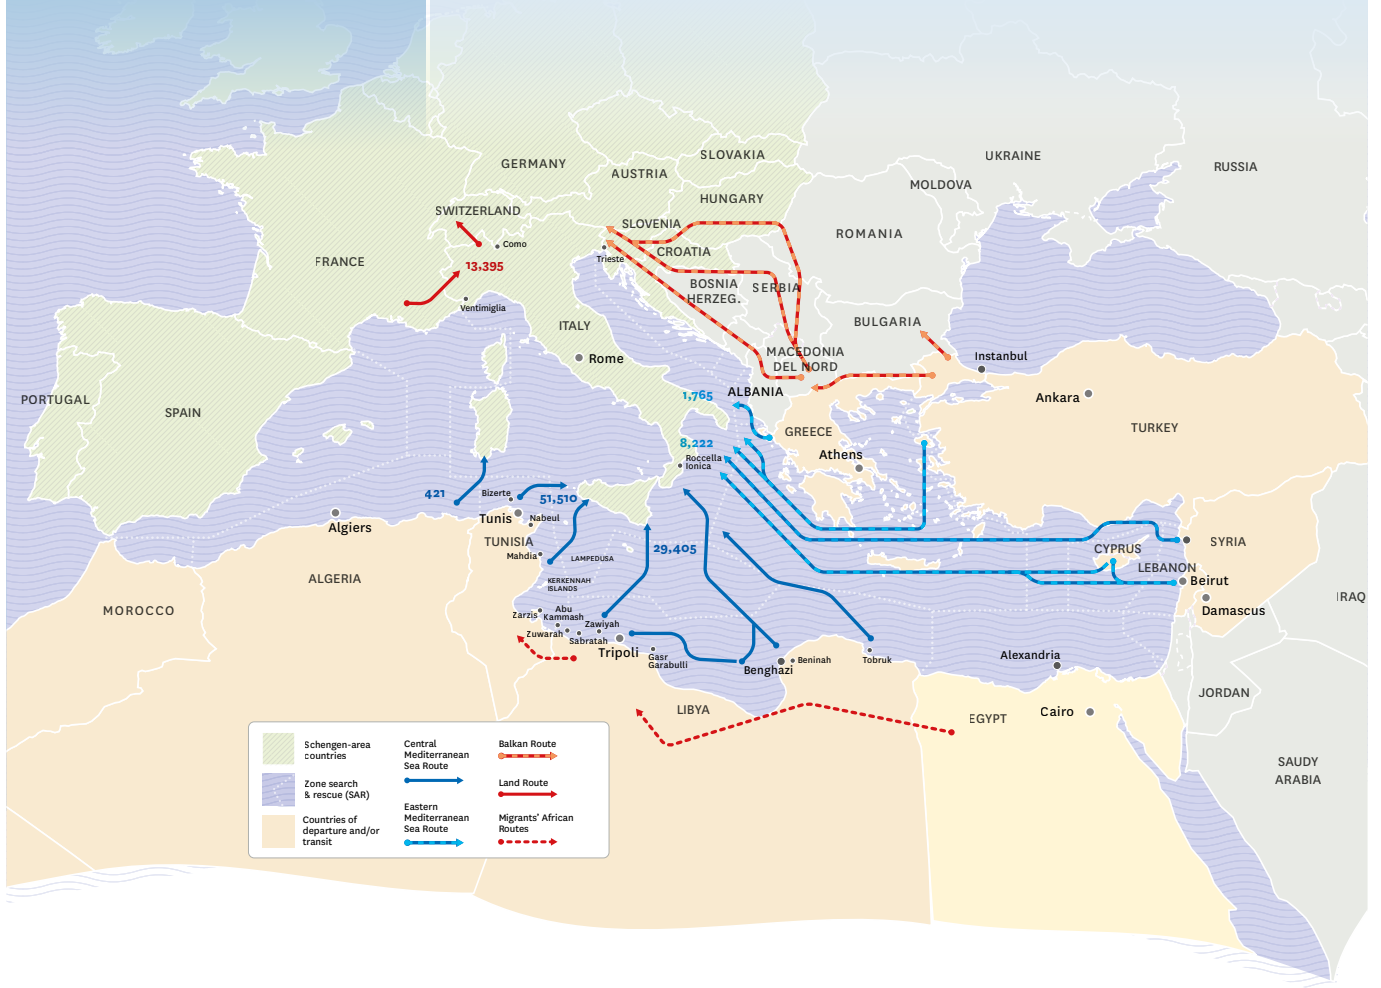 SLOVAKIA
GERMANY
UKRAINE
RUSSIA
AUSTRIA
MOLDOVA
HUNGARY
SWITZERLAND
SLOVENIA
ROMANIA
Como
CROATIA
Trieste
FRANCE
13,395
BOSNIA
HERZEG.
SERBIA
Ventimiglia
ITALY
BULGARIA
MACEDONIA
DEL NORD
Instanbul
Rome
1,765
ALBANIA
Ankara
PORTUGAL
SPAIN
GREECE
TURKEY
8,222
Athens
Roccella
Ionica
421
Bizerte
51,510
Tunis
Nabeul
Algiers
TUNISIA
29,405
SYRIA
CYPRUS
Mahdia
LAMPEDUSA
LEBANON
ALGERIA
KERKENNAH
ISLANDS
Beirut
IRAQ
MOROCCO
Damascus
Zarzis
Abu
Kammash
Zawiyah
Zuwarah
Sabratah
Tripoli
Gasr
Garabulli
Benghazi
Beninah
Tobruk
Alexandria
JORDAN
LIBYA
EGYPT
Cairo
SAUDY
ARABIA
Schengen-area
countries
Zone search
& rescue (SAR)
Countries of
departure and/or
transit
Central
Mediterranean
Sea Route
Eastern
Mediterranean
Sea Route
Balkan Route
Land Route
Migrants' African
Routes